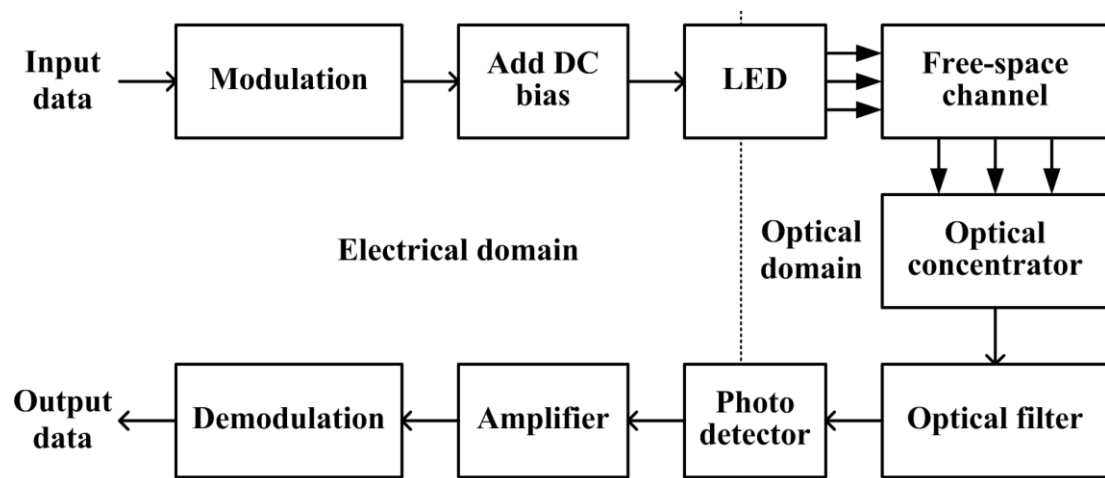 Input
data
Modulation
Add DC
bias
LED
Free-space
channel
Electrical domain
Optical
domain
Optical
concentrator
Output
data
Demodulation
Amplifier
Photo
detector
Optical filter